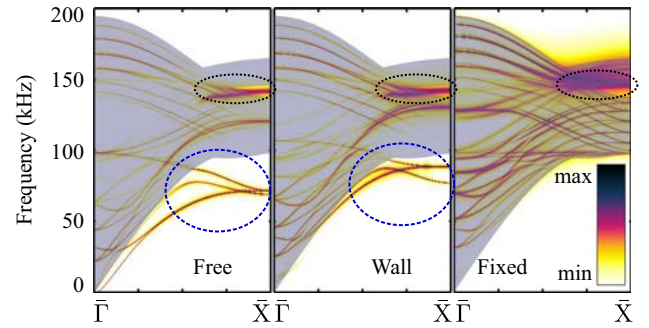 200
150
100
50
0
Frequency (kHz)
Free
Wall
Fixed
max
min
Γ̄
X̄
Γ̄
X̄
Γ̄
X̄